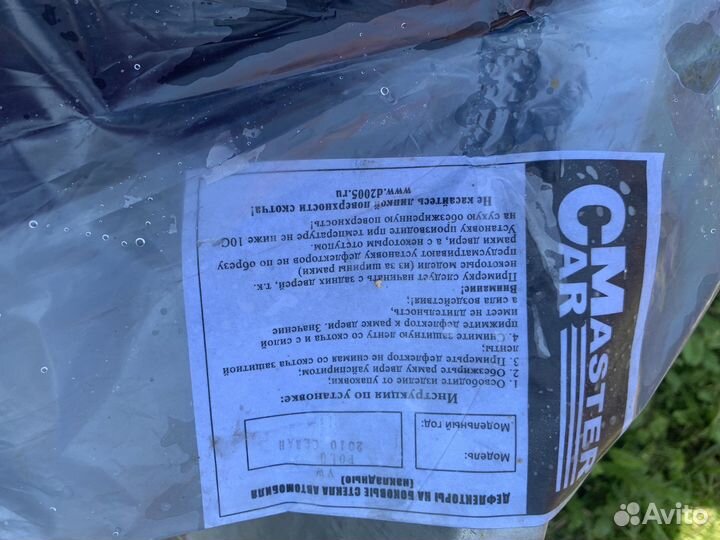 CMASTER
CAR
ДЕФЛЕКТОРЫ НА БОКОВЫЕ СТЕКЛА АВТОМОБИЛЯ
(накладные)
Модель:
VW
POLO
2010 СЕДАН
Модельный год:
Инструкция по установке:
1. Освободите изделие от упаковки;
2. Обезжирьте рамку двери уайспиритом;
3. Примерьте дефлектор не снимая со скотча защитной
ленты;
4. Снимите защитную ленту со скотча и с силой
прижмите дефлектор к рамке двери. Значение
имеет не длительность,
а сила воздействия!;
Внимание!
Примерку следует начинать с задних дверей, т.к.
некоторые модели (из за ширины рамки)
предусматривают установку дефлекторов не по обрезу
рамки двери, а с некоторым отступом.
Установку производите при температуре не ниже 10С
на сухую обезжиренную поверхность!
Не касайтесь липкой поверхности скотча!
www.d2005.ru
Avito